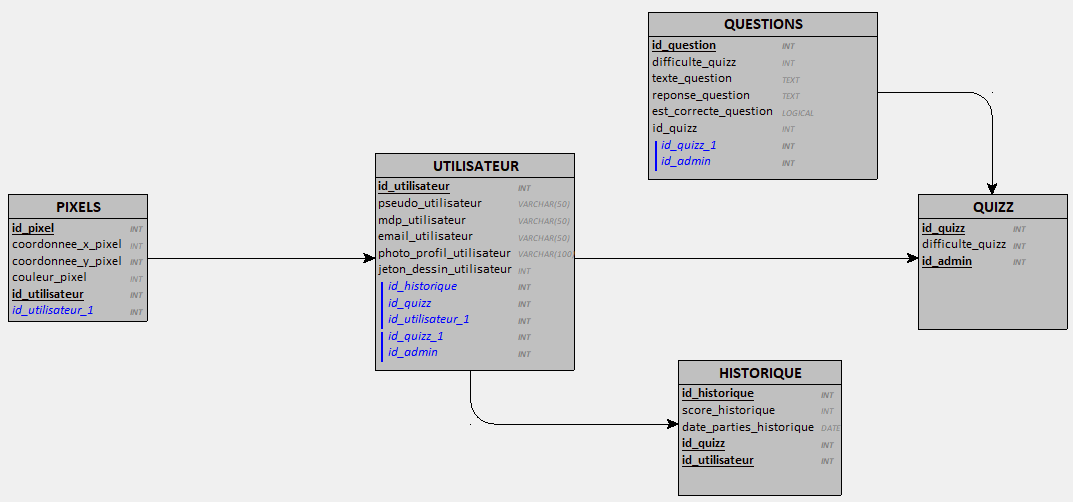 QUESTIONS
id_question INT
difficulte_quizz INT
texte_question TEXT
reponse_question TEXT
est_correcte_question LOGICAL
id_quizz INT
id_quizz_1 INT
id_admin INT
UTILISATEUR
id_utilisateur INT
pseudo_utilisateur VARCHAR(50)
mdp_utilisateur VARCHAR(50)
email_utilisateur VARCHAR(50)
photo_profil_utilisateur VARCHAR(100)
jeton_dessin_utilisateur INT
id_historique INT
id_quizz INT
id_utilisateur_1 INT
id_quizz_1 INT
id_admin INT
PIXELS
id_pixel INT
coordonnee_x_pixel INT
coordonnee_y_pixel INT
couleur_pixel INT
id_utilisateur INT
id_utilisateur_1 INT
QUIZZ
id_quizz INT
difficulte_quizz INT
id_admin INT
HISTORIQUE
id_historique INT
score_historique INT
date_parties_historique DATE
id_quizz INT
id_utilisateur INT